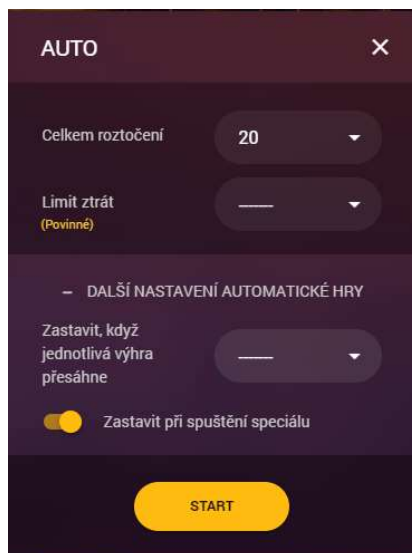 AUTO
Celkem roztočení 20
Limit ztrát
(Povinné)
– DALŠÍ NASTAVENÍ AUTOMATICKÉ HRY
Zastavit, když
jednotlivá výhra
přesáhne
Zastavit při spuštění speciálu
START